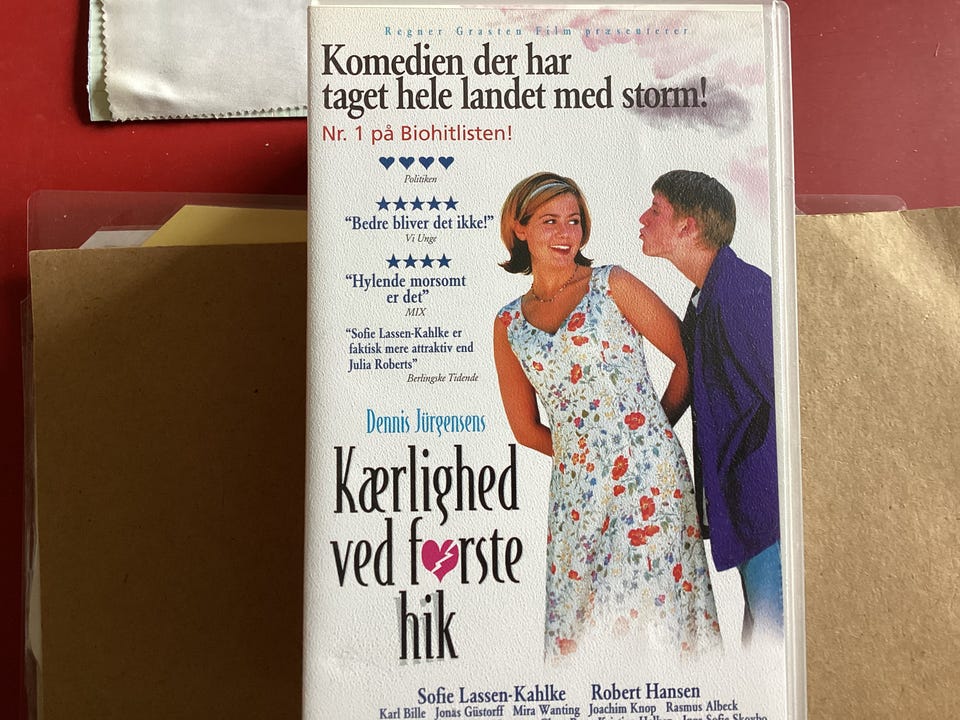 Regner Grasten Film præsenterer
Komedien der har
taget hele landet med storm!
Nr. 1 på Biohitlisten!
Politiken
"Bedre bliver det ikke!"
Vi Unge
"Hylende morsomt
er det"
MIX
"Sofie Lassen-Kahlke er
faktisk mere attraktiv end
Julia Roberts"
Berlingske Tidende
Dennis Jürgensens
Kærlighed
ved første
hik
Sofie Lassen-Kahlke Robert Hansen
Karl Bille Jonas Güstorff Mira Wanting Joachim Knop Rasmus Albeck